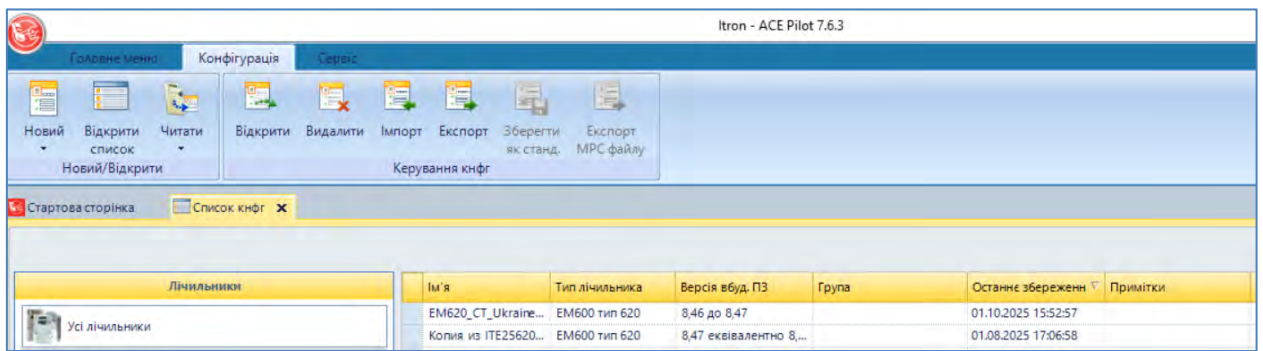 Itron - ACE Pilot 7.6.3
Головне меню Конфігурація Сервіс
Новий Відкрити список Читати Відкрити Видалити Імпорт Експорт Зберегти як станд. Експорт MPC файлу
Новий/Відкрити Керування кнфг
Стартова сторінка Список кнфг
Лічильники Ім'я Тип лічильника Версія вбуд. ПЗ Група Останнє збереженн Примітки
Усі лічильники EM620_CT_Ukraine... EM600 тип 620 8,46 до 8,47 01.10.2025 15:52:57
Копия из ITE25620... EM600 тип 620 8,47 еквівалентно 8,... 01.08.2025 17:06:58